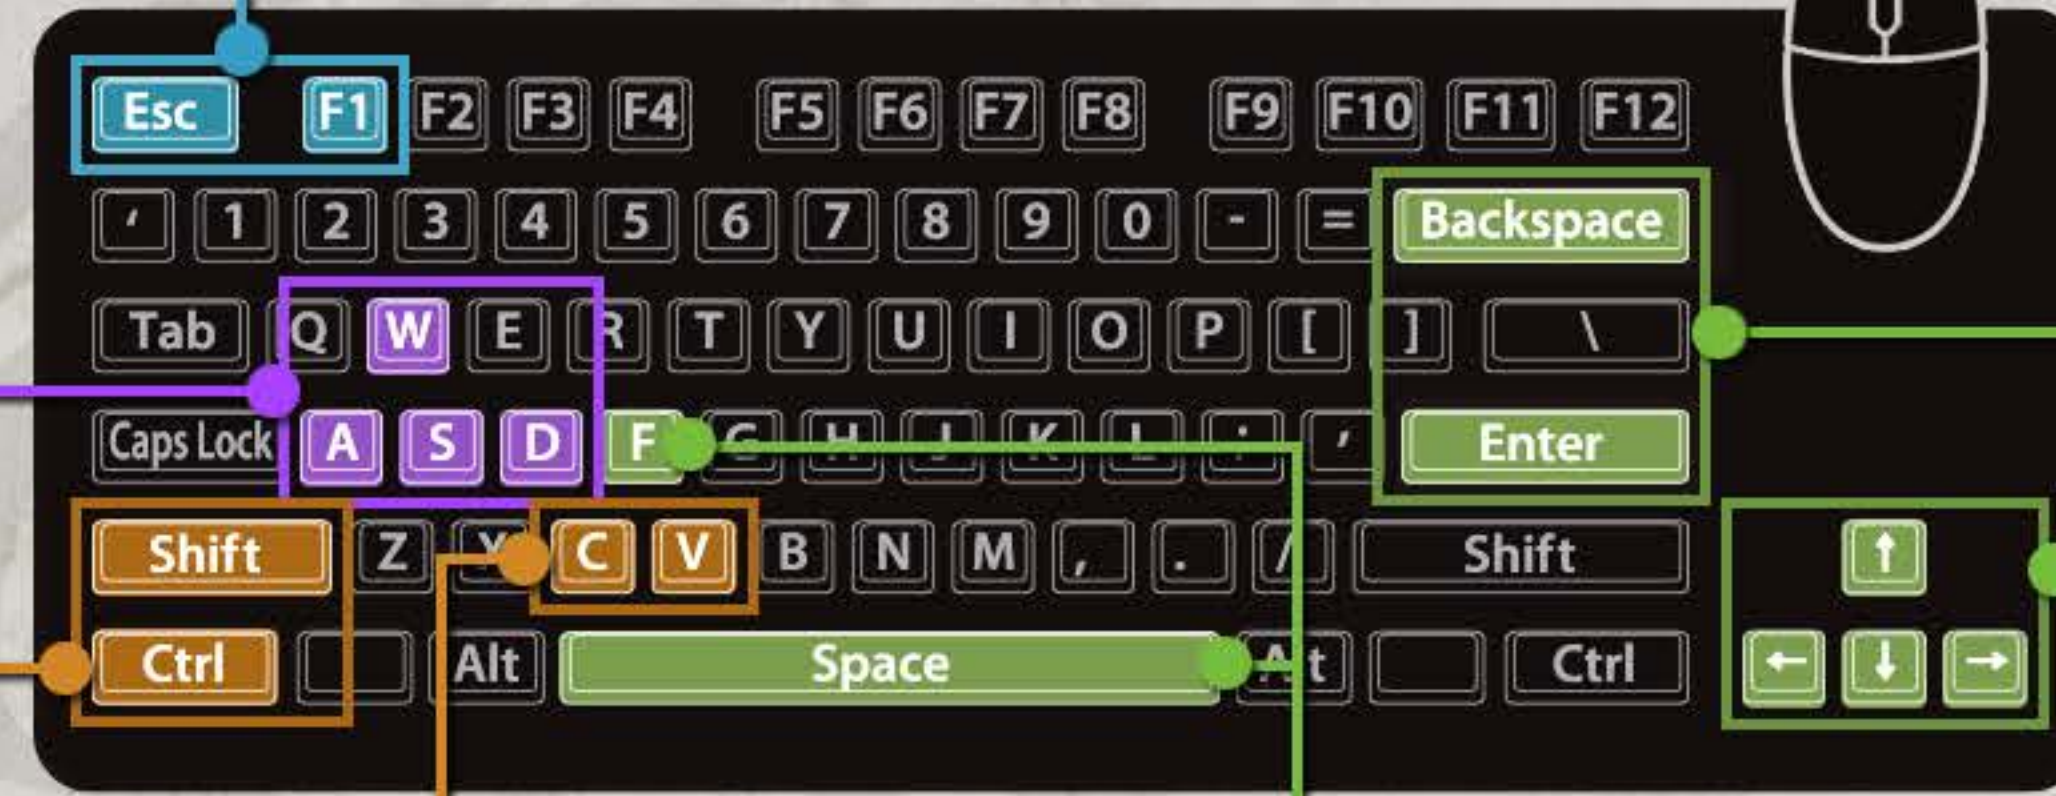 Esc F1 F2 F3 F4 F5 F6 F7 F8 F9 F10 F11 F12
‘ 1 2 3 4 5 6 7 8 9 0 - = Backspace
Tab Q W E R T Y U I O P [ ] \
Caps Lock A S D F G H J K L : ’ Enter
Shift Z X C V B N M , . / Shift ↑
Ctrl Alt Space Alt Ctrl ← ↓ →